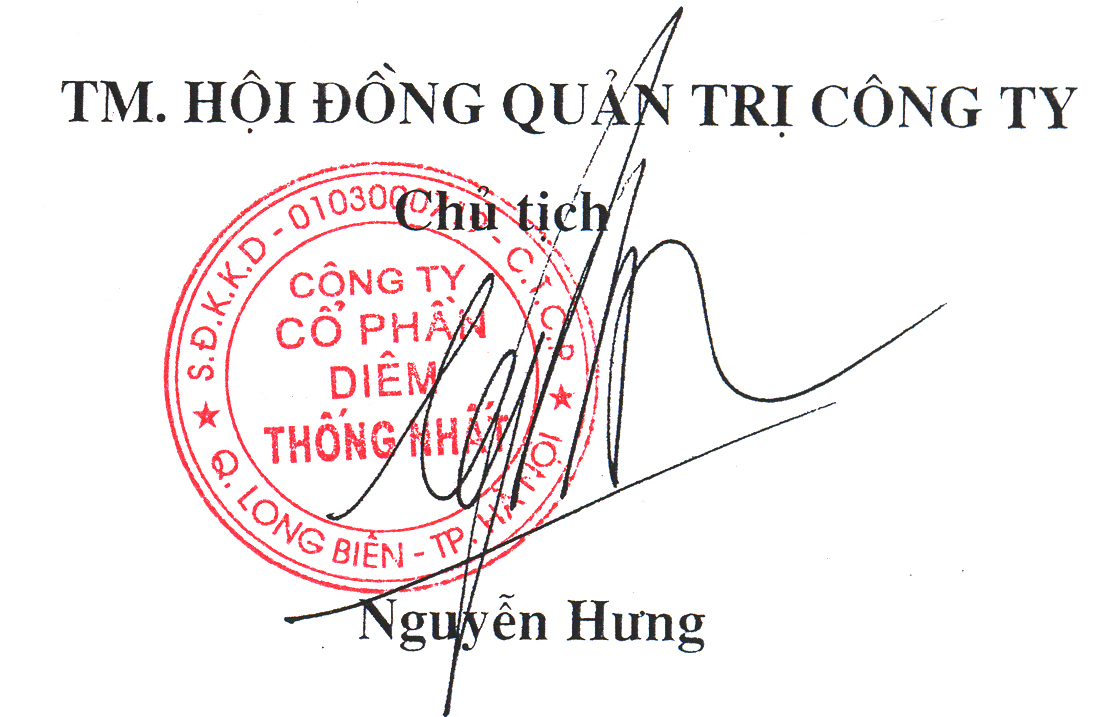 TM. HỘI ĐỒNG QUẢN TRỊ CÔNG TY
Chủ tịch
S.Đ.K.K.D - C.T.C.P
CÔNG TY
CỔ PHẦN
DIÊM
THỐNG NHẤT
Q. LONG BIÊN - TP. HÀ NỘI
Nguyễn Hưng